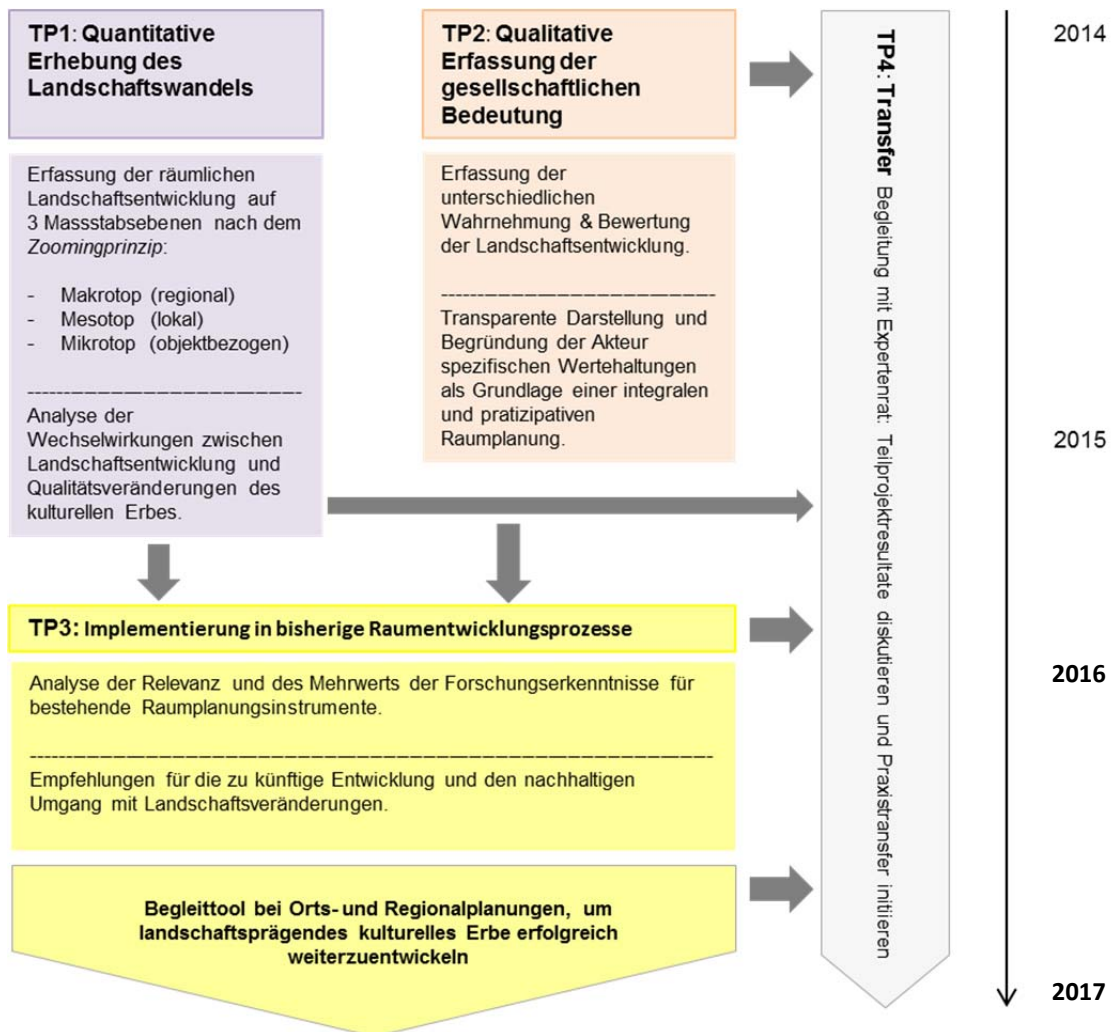 TP1: Quantitative
Erhebung des
Landschaftswandels
Erfassung der räumlichen
Landschaftsentwicklung auf
3 Massstabsebenen nach dem
Zoomingprinzip:
- Makrotop (regional)
- Mesotop (lokal)
- Mikrotop (objektbezogen)
Analyse der
Wechselwirkungen zwischen
Landschaftsentwicklung und
Qualitätsveränderungen des
kulturellen Erbes.
TP2: Qualitative
Erfassung der
gesellschaftlichen
Bedeutung
Erfassung der
unterschiedlichen
Wahrnehmung & Bewertung
der Landschaftsentwicklung.
Transparente Darstellung und
Begründung der Akteur
spezifischen Wertehaltungen
als Grundlage einer integralen
und pratizipativen
Raumplanung.
TP3: Implementierung in bisherige Raumentwicklungsprozesse
Analyse der Relevanz und des Mehrwerts der Forschungserkenntnisse für
bestehende Raumplanungsinstrumente.
Empfehlungen für die zu künftige Entwicklung und den nachhaltigen
Umgang mit Landschaftsveränderungen.
Begleittool bei Orts- und Regionalplanungen, um
landschaftsprägendes kulturelles Erbe erfolgreich
weiterzuentwickeln
TP4: Transfer Begleitung mit Expertenrat: Teilprojektresultate diskutieren und Praxistransfer initiieren
2014
2015
2016
2017